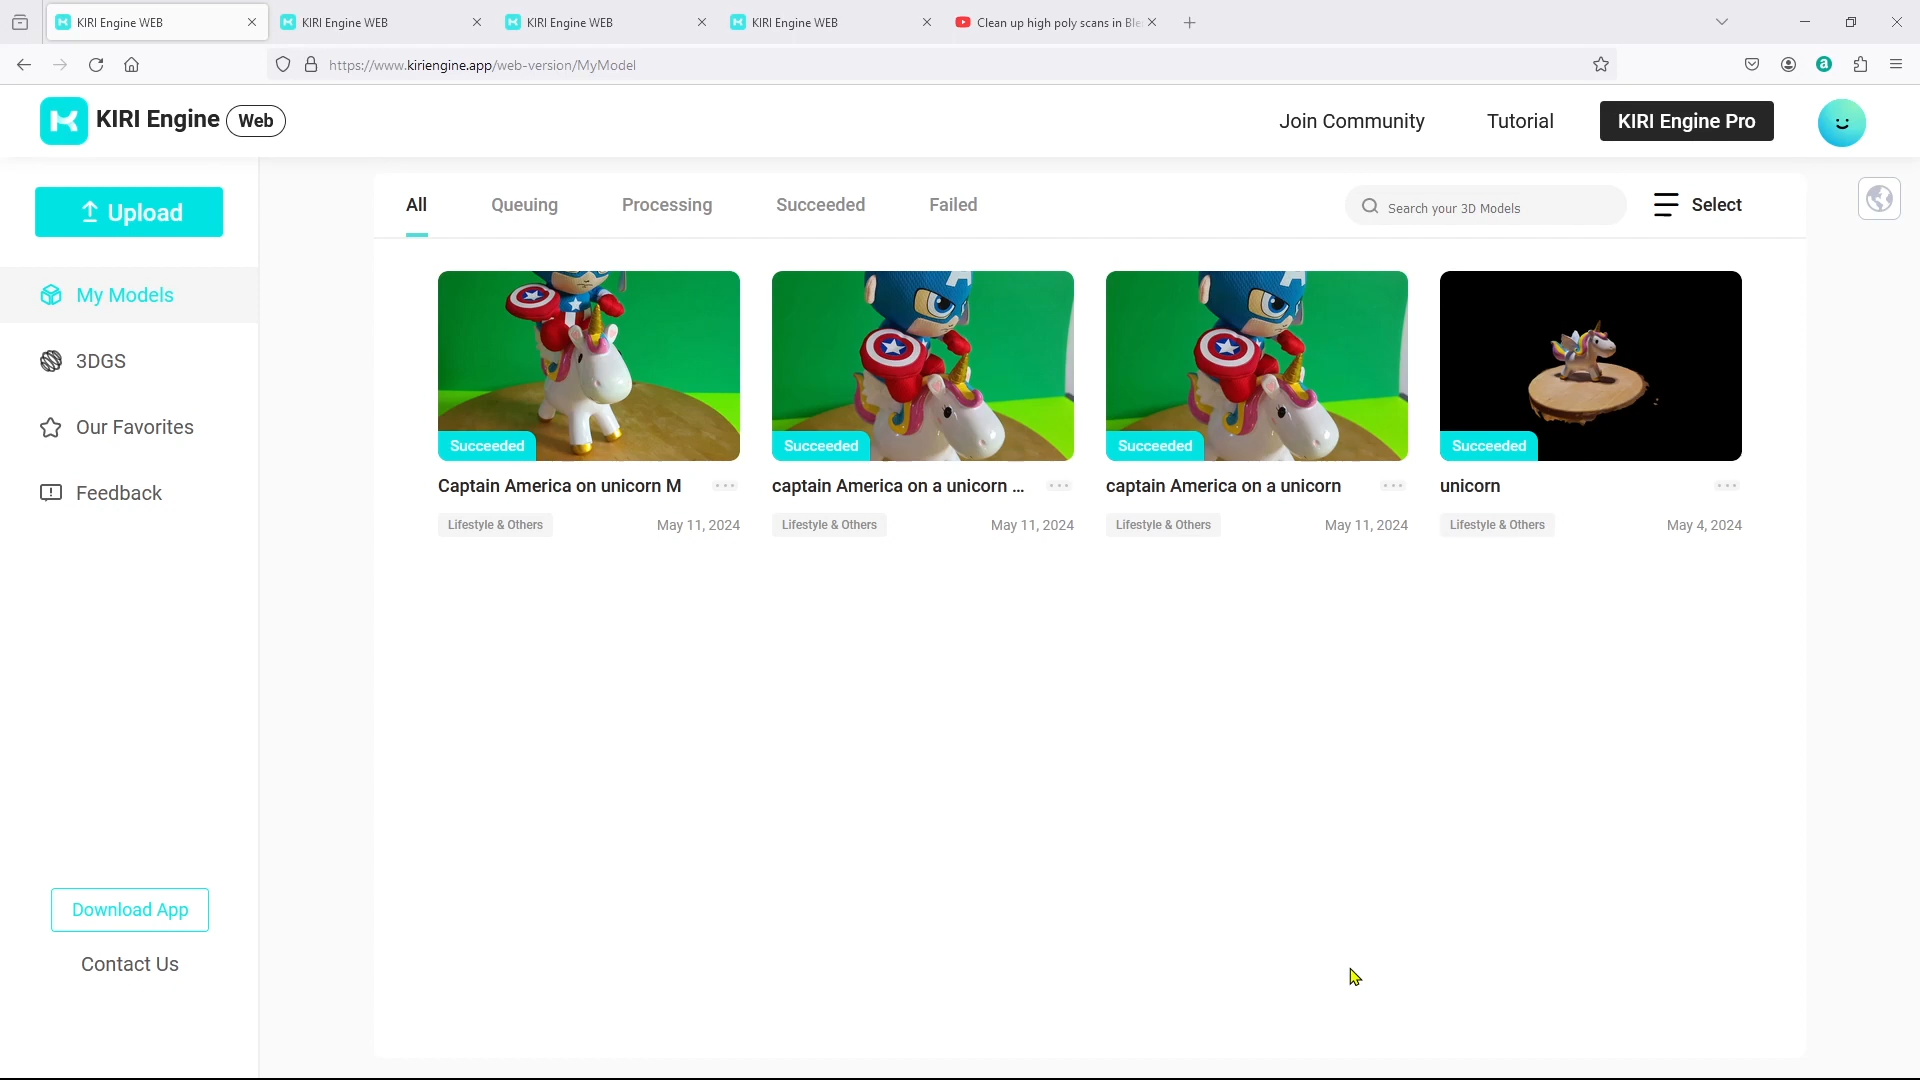 KIRI Engine WEB
KIRI Engine WEB
KIRI Engine WEB
KIRI Engine WEB
Clean up high poly scans in Ble
https://www.kiriengine.app/web-version/MyModel
a
KIRI Engine Web
Join Community
Tutorial
KIRI Engine Pro
Upload
My Models
3DGS
Our Favorites
Feedback
Download App
Contact Us
All
Queuing
Processing
Succeeded
Failed
Search your 3D Models
Select
Succeeded
Succeeded
Succeeded
Succeeded
Captain America on unicorn M
captain America on a unicorn ...
captain America on a unicorn
unicorn
Lifestyle & Others
May 11, 2024
Lifestyle & Others
May 11, 2024
Lifestyle & Others
May 11, 2024
Lifestyle & Others
May 4, 2024